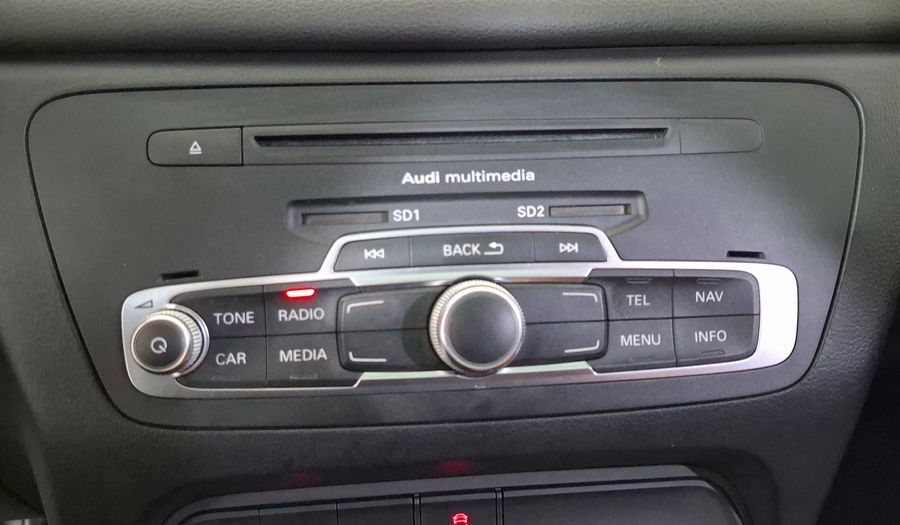 Audi multimedia
SD1 SD2
BACK
TONE RADIO TEL NAV
CAR MEDIA MENU INFO